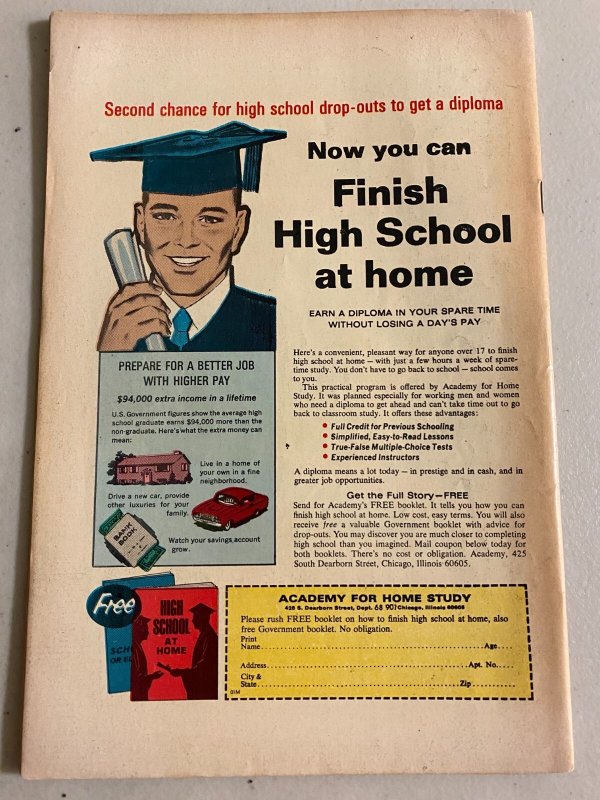 Second chance for high school drop-outs to get a diploma
Now you can
Finish
High School
at home
EARN A DIPLOMA IN YOUR SPARE TIME
WITHOUT LOSING A DAY'S PAY
Here's a convenient, pleasant way for anyone over 17 to finish
high school at home — with just a few hours a week of spare-
time study. You don't have to go back to school — school comes
to you.
This practical program is offered by Academy for Home
Study. It was planned especially for working men and women
who need a diploma to get ahead and can't take time out to go
back to classroom study. It offers these advantages:
• Full Credit for Previous Schooling
• Simplified, Easy-to-Read Lessons
• True-False Multiple-Choice Tests
• Experienced Instructors
A diploma means a lot today — in prestige and in cash, and in
greater job opportunities.
Get the Full Story—FREE
Send for Academy's FREE booklet. It tells you how you can
finish high school at home. Low cost, easy terms. You will also
receive free a valuable Government booklet with advice for
drop-outs. You may discover you are much closer to completing
high school than you imagined. Mail coupon below today for
both booklets. There's no cost or obligation. Academy, 425
South Dearborn Street, Chicago, Illinois 60605.
PREPARE FOR A BETTER JOB
WITH HIGHER PAY
$94,000 extra income in a lifetime
U.S. Government figures show the average high
school graduate earns $94,000 more than the
non-graduate. Here's what the extra money can
mean:
Live in a home of
your own in a fine
neighborhood.
Drive a new car, provide
other luxuries for your
family.
BANK
BOOK
Watch your savings account
grow.
Free
HIGH
SCHOOL
AT
HOME
SCH
OR
ACADEMY FOR HOME STUDY
425 S. Dearborn Street, Dept. 68 907 Chicago, Illinois 60605
Please rush FREE booklet on how to finish high school at home, also
free Government booklet. No obligation.
Print
Name Age
Address Apt. No.
City &
State Zip
01M